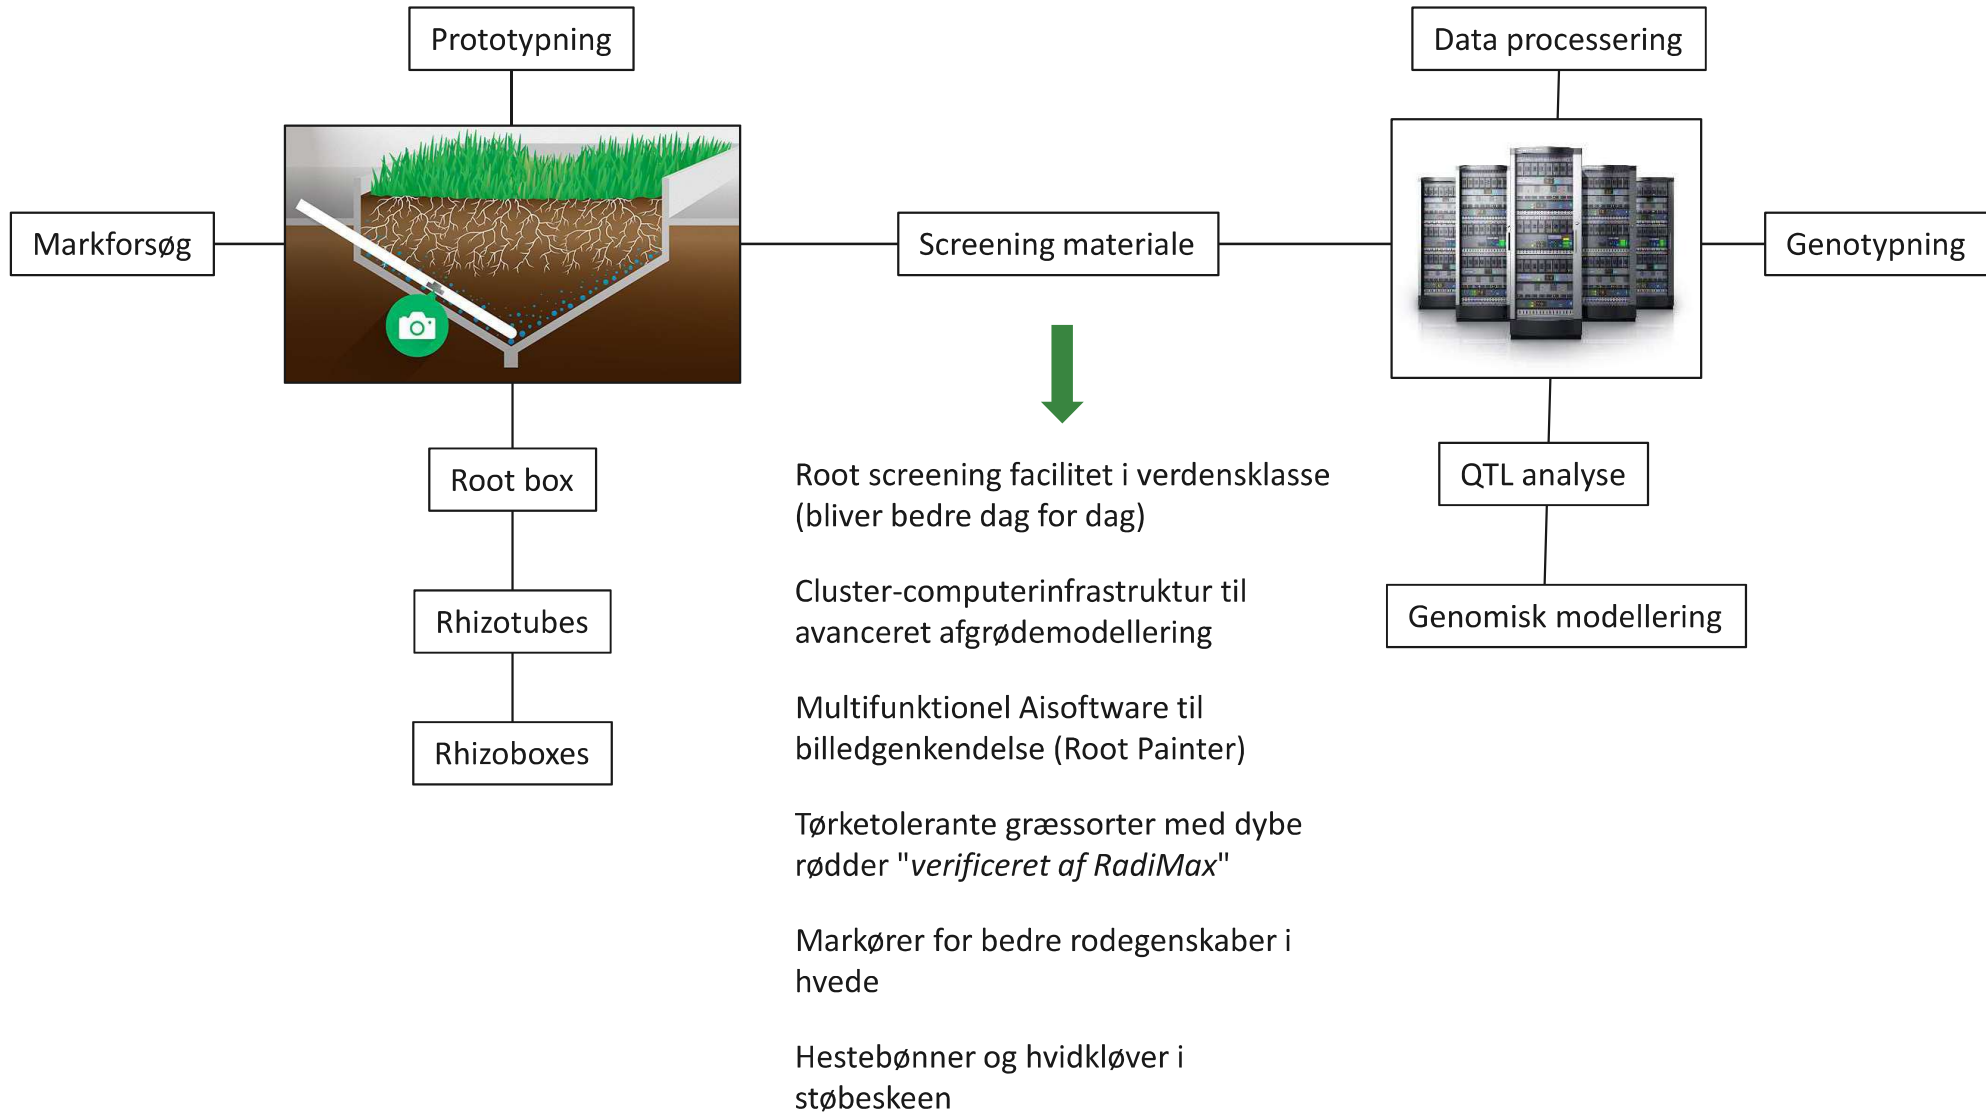 Prototypning
Data processering
Markforsøg
Screening materiale
Genotypning
Root box
Rhizotubes
Rhizoboxes
Root screening facilitet i verdensklasse
(bliver bedre dag for dag)
Cluster-computerinfrastruktur til
avanceret afgrødemodellering
Multifunktionel Aisoftware til
billedgenkendelse (Root Painter)
Tørketolerante græssorter med dybe
rødder "verificeret af RadiMax"
Markører for bedre rodegenskaber i
hvede
Hestebønner og hvidkløver i
støbeskeen
QTL analyse
Genomisk modellering